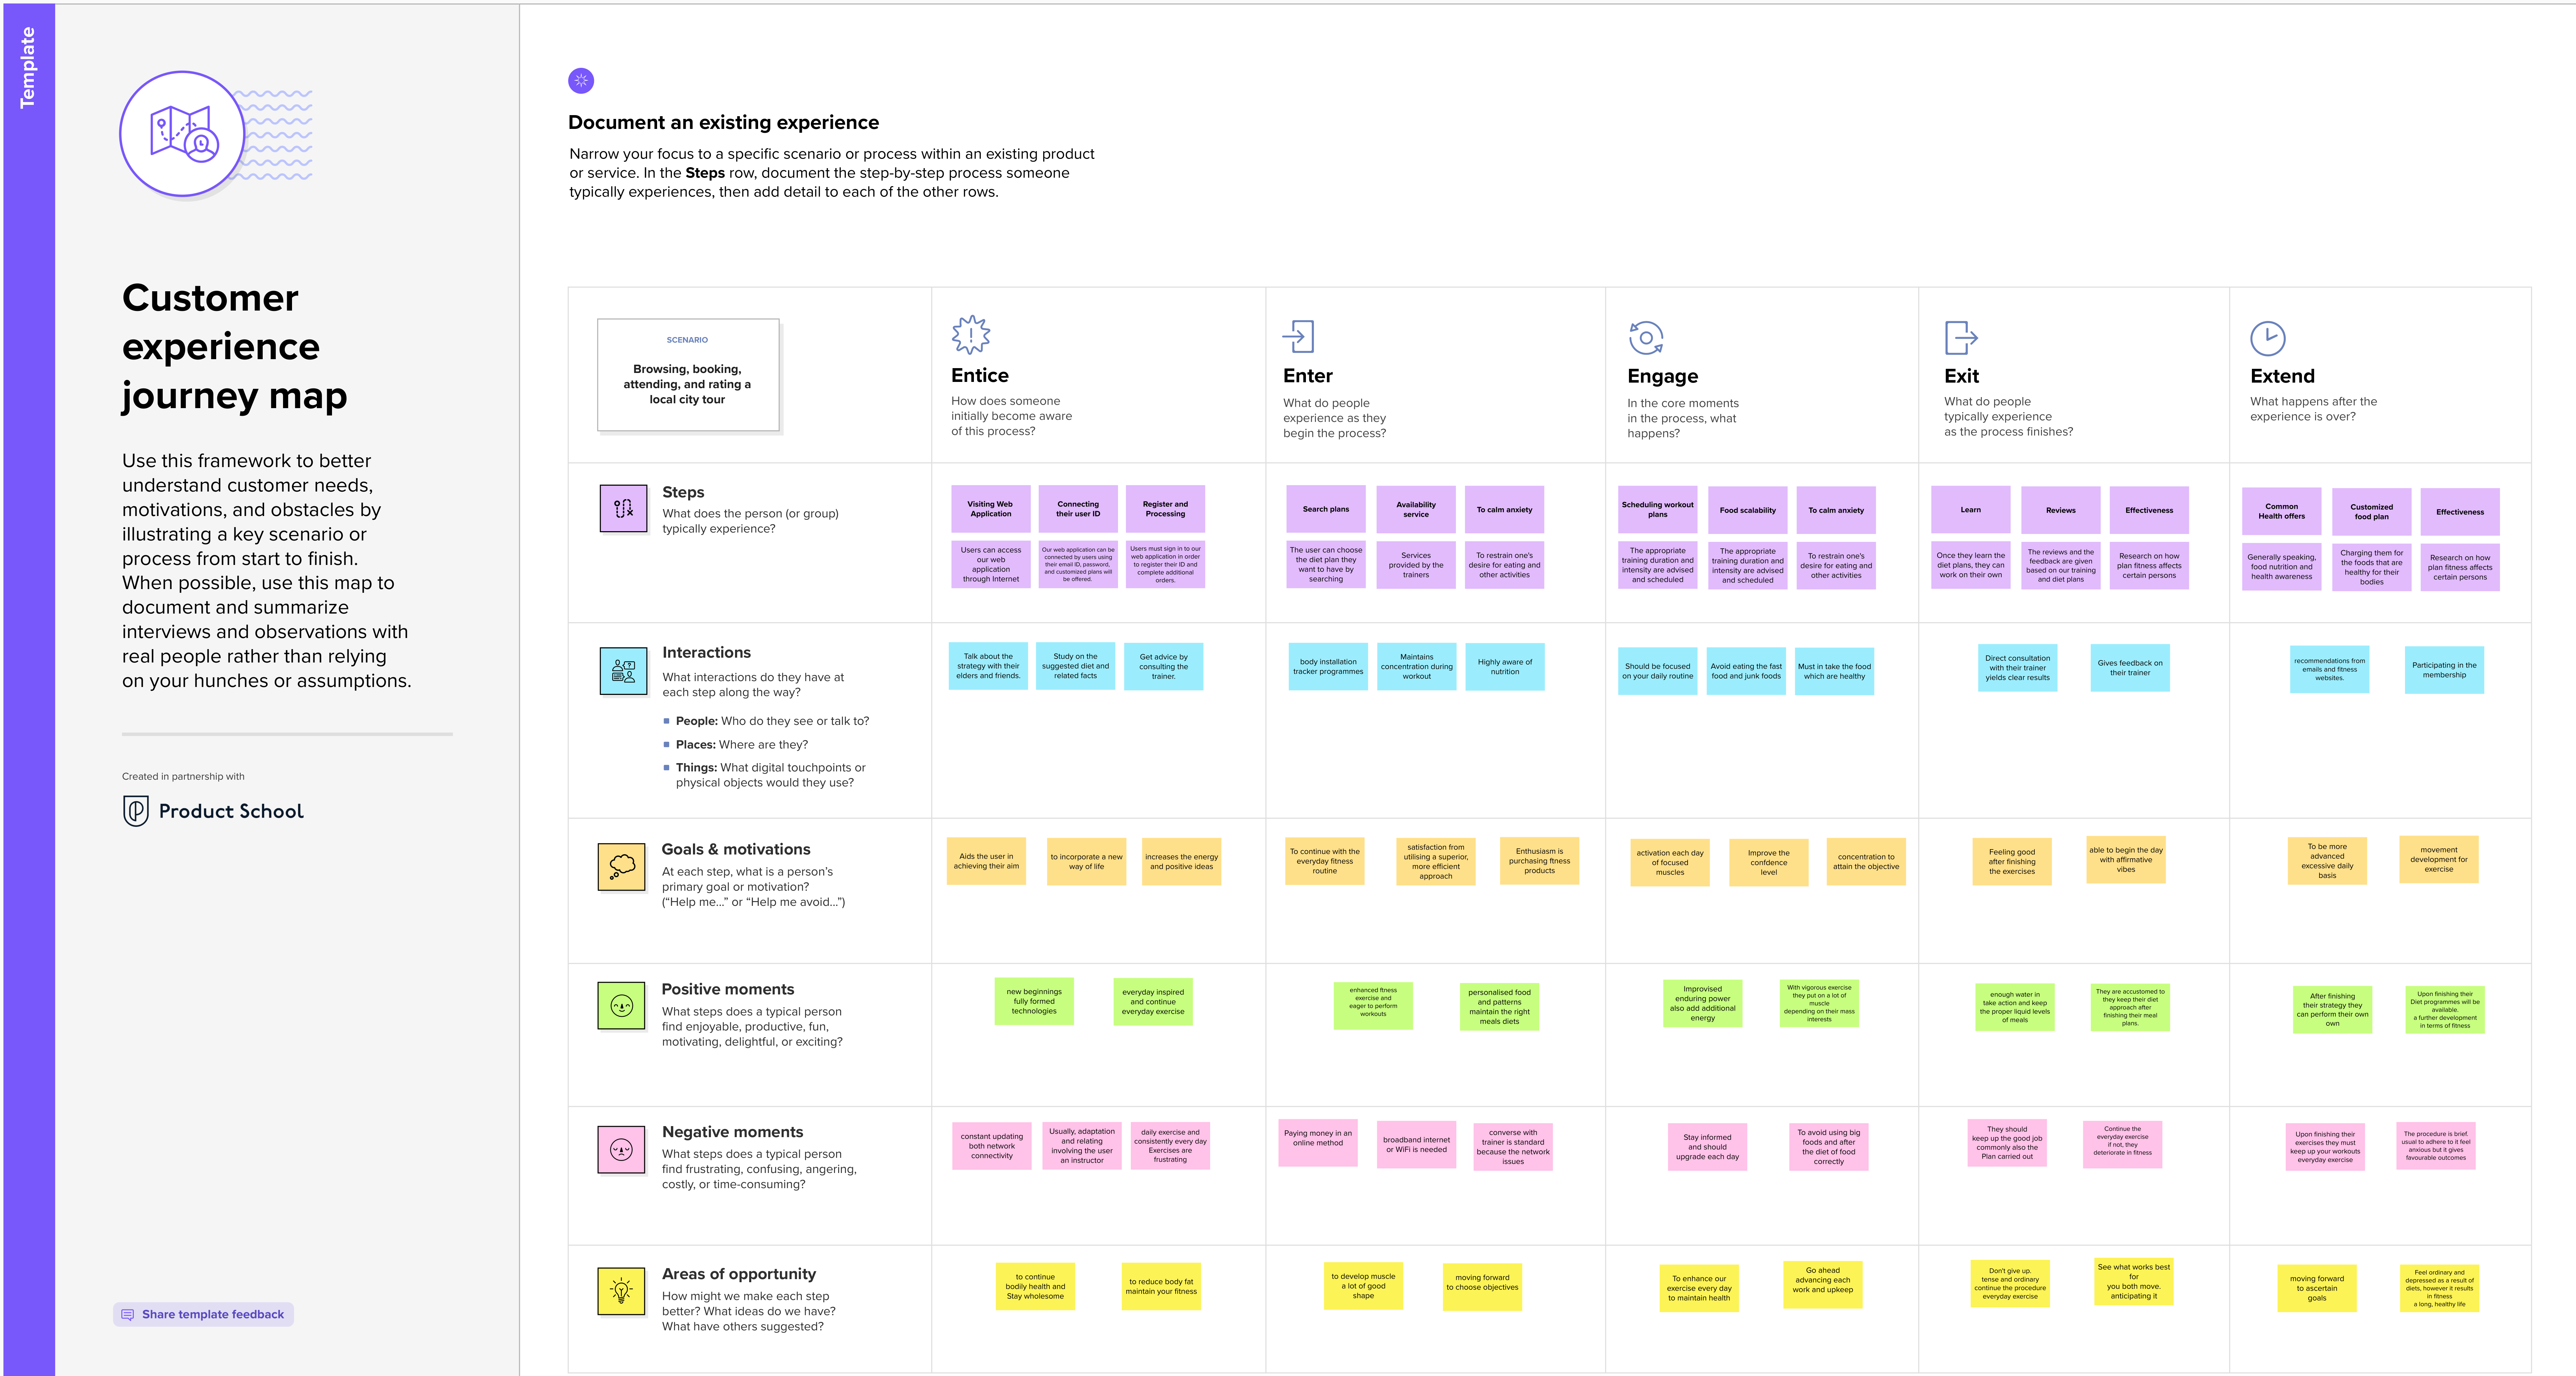 Template
Customer
experience
journey map
Use this framework to better
understand customer needs,
motivations, and obstacles by
illustrating a key scenario or
process from start to finish.
When possible, use this map to
document and summarize
interviews and observations with
real people rather than relying
on your hunches or assumptions.
Created in partnership with
Product School
Share template feedback
Document an existing experience
Narrow your focus to a specific scenario or process within an existing product
or service. In the Steps row, document the step-by-step process someone
typically experiences, then add detail to each of the other rows.
SCENARIO
Browsing, booking,
attending, and rating a
local city tour
Entice
How does someone
initially become aware
of this process?
Enter
What do people
experience as they
begin the process?
Engage
In the core moments
in the process, what
happens?
Exit
What do people
typically experience
as the process finishes?
Extend
What happens after the
experience is over?
Steps
What does the person (or group)
typically experience?
Visiting Web
Application
Connecting
their user ID
Register and
Processing
Search plans
Availability
service
To calm anxiety
Scheduling workout
plans
Food scalability
To calm anxiety
Learn
Reviews
Effectiveness
Common
Health offers
Customized
food plan
Effectiveness
Users can access
our web
application
through Internet
Our web application can be
connected by users using
their email ID, password,
and customized plans will
be offered.
Users must sign in to our
web application in order
to register their ID and
complete additional
orders.
The user can choose
the diet plan they
want to have by
searching
Services
provided by the
trainers
To restrain one's
desire for eating and
other activities
The appropriate
training duration and
intensity are advised
and scheduled
The appropriate
training duration and
intensity are advised
and scheduled
To restrain one's
desire for eating and
other activities
Once they learn the
diet plans, they can
work on their own
The reviews and the
feedback are given
based on our training
and diet plans
Research on how
plan fitness affects
certain persons
Generally speaking,
food nutrition and
health awareness
Charging them for
the foods that are
healthy for their
bodies
Research on how
plan fitness affects
certain persons
Interactions
What interactions do they have at
each step along the way?
People: Who do they see or talk to?
Places: Where are they?
Things: What digital touchpoints or
physical objects would they use?
Talk about the
strategy with their
elders and friends.
Study on the
suggested diet and
related facts
Get advice by
consulting the
trainer.
body installation
tracker programmes
Maintains
concentration during
workout
Highly aware of
nutrition
Should be focused
on your daily routine
Avoid eating the fast
food and junk foods
Must in take the food
which are healthy
Direct consultation
with their trainer
yields clear results
Gives feedback on
their trainer
recommendations from
emails and fitness
websites.
Participating in the
membership
Goals & motivations
At each step, what is a person's
primary goal or motivation?
("Help me..." or "Help me avoid...")
Aids the user in
achieving their aim
to incorporate a new
way of life
increases the energy
and positive ideas
To continue with the
everyday fitness
routine
satisfaction from
utilising a superior,
more efficient
approach
Enthusiasm is
purchasing ftness
products
activation each day
of focused
muscles
Improve the
confdence
level
concentration to
attain the objective
Feeling good
after finishing
the exercises
able to begin the day
with affirmative
vibes
To be more
advanced
excessive daily
basis
movement
development for
exercise
Positive moments
What steps does a typical person
find enjoyable, productive, fun,
motivating, delightful, or exciting?
new beginnings
fully formed
technologies
everyday inspired
and continue
everyday exercise
enhanced ftness
exercise and
eager to perform
workouts
personalised food
and patterns
maintain the right
meals diets
Improvised
enduring power
also add additional
energy
With vigorous exercise
they put on a lot of
muscle
depending on their mass
interests
enough water in
take action and keep
the proper liquid levels
of meals
They are accustomed to
they keep their diet
approach after
finishing their meal
plans.
After finishing
their strategy they
can perform their own
own
Upon finishing their
Diet programmes will be
available.
a further development
in terms of fitness
Negative moments
What steps does a typical person
find frustrating, confusing, angering,
costly, or time-consuming?
constant updating
both network
connectivity
Usually, adaptation
and relating
involving the user
an instructor
daily exercise and
consistently every day
Exercises are
frustrating
Paying money in an
online method
broadband internet
or WiFi is needed
converse with
trainer is standard
because the network
issues
Stay informed
and should
upgrade each day
To avoid using big
foods and after
the diet of food
correctly
They should
keep up the good job
commonly also the
Plan carried out
Continue the
everyday exercise
if not, they
deteriorate in fitness
Upon finishing their
exercises they must
keep up your workouts
everyday exercise
The procedure is brief.
usual to adhere to it feel
anxious but it gives
favourable outcomes
Areas of opportunity
How might we make each step
better? What ideas do we have?
What have others suggested?
to continue
bodily health and
Stay wholesome
to reduce body fat
maintain your fitness
to develop muscle
a lot of good
shape
moving forward
to choose objectives
To enhance our
exercise every day
to maintain health
Go ahead
advancing each
work and upkeep
Don't give up.
tense and ordinary
continue the procedure
everyday exercise
See what works best
for
you both move.
anticipating it
moving forward
to ascertain
goals
Feel ordinary and
depressed as a result of
diets, however it results
in fitness
a long, healthy life